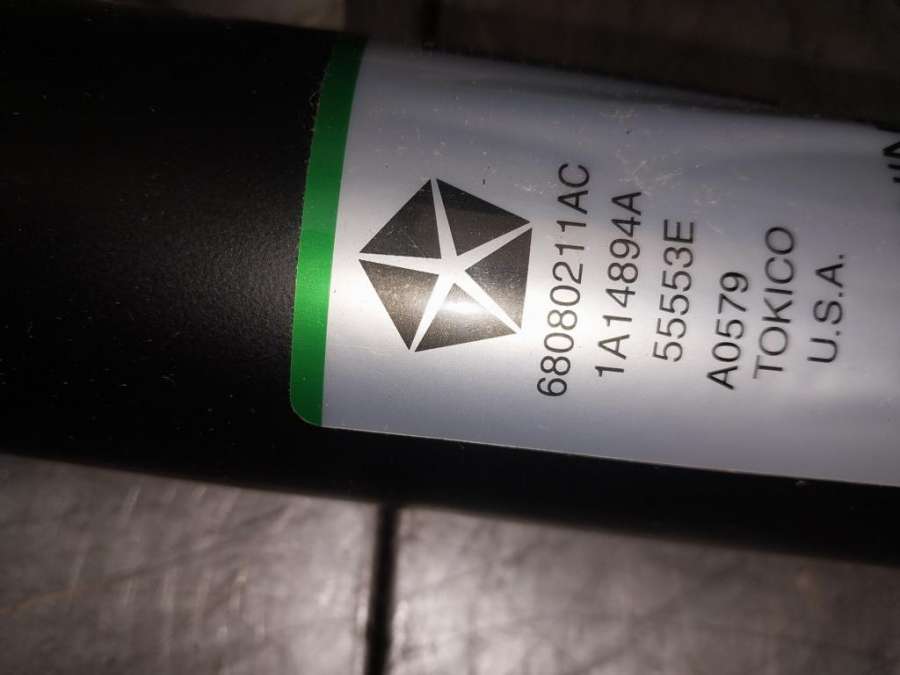 68080211AC
1A14894A
55553E
A0579
TOKICO
U.S.A.